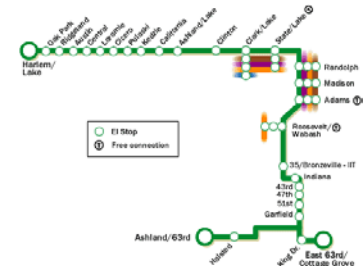 Harlem/
Lake
Oak Park
Ridgeland
Austin
Central
Laramie
Cicero
Pulaski
Kedzie
California
Ashland/Lake
Clinton
Clark/Lake
State/Lake
Randolph
Madison
Adams
Roosevelt/
Wabash
El Stop
T Free connection
35/Bronzeville - IIT
Indiana
43rd
47th
51st
Garfield
Ashland/63rd
Halsted
King Dr.
East 63rd/
Cottage Grove